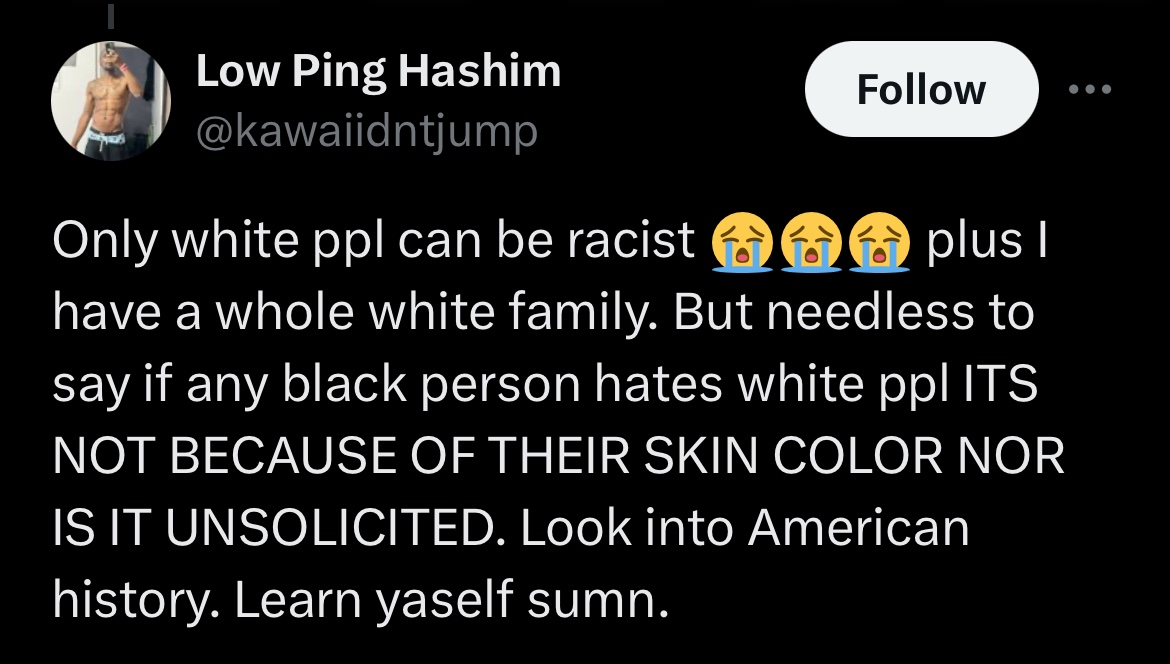 Low Ping Hashim
@kawaiidntjump
Follow
Only white ppl can be racist 😭😭😭 plus I
have a whole white family. But needless to
say if any black person hates white ppl ITS
NOT BECAUSE OF THEIR SKIN COLOR NOR
IS IT UNSOLICITED. Look into American
history. Learn yaself sumn.